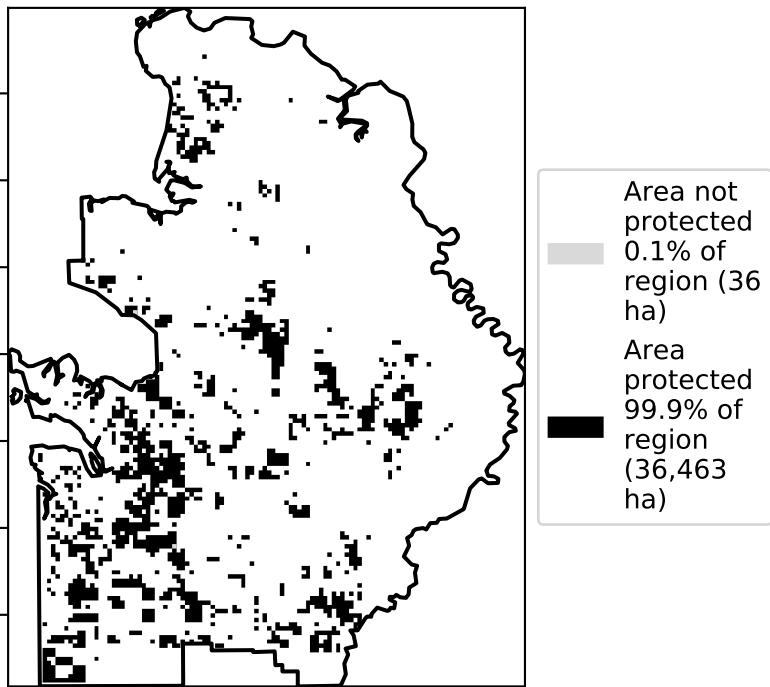 Area not
protected
0.1% of
region (36
ha)
Area
protected
99.9% of
region
(36,463
ha)